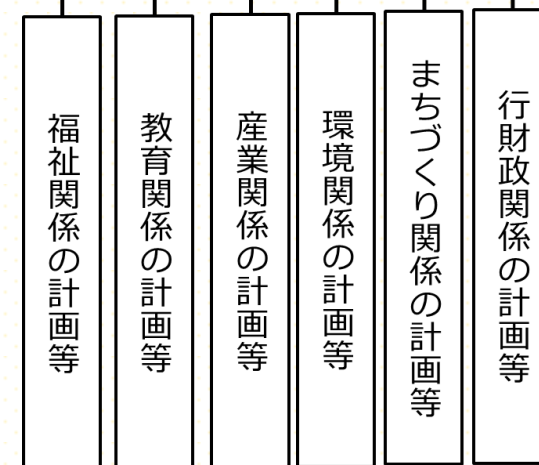 福祉関係の計画等
教育関係の計画等
産業関係の計画等
環境関係の計画等
まちづくり関係の計画等
行財政関係の計画等